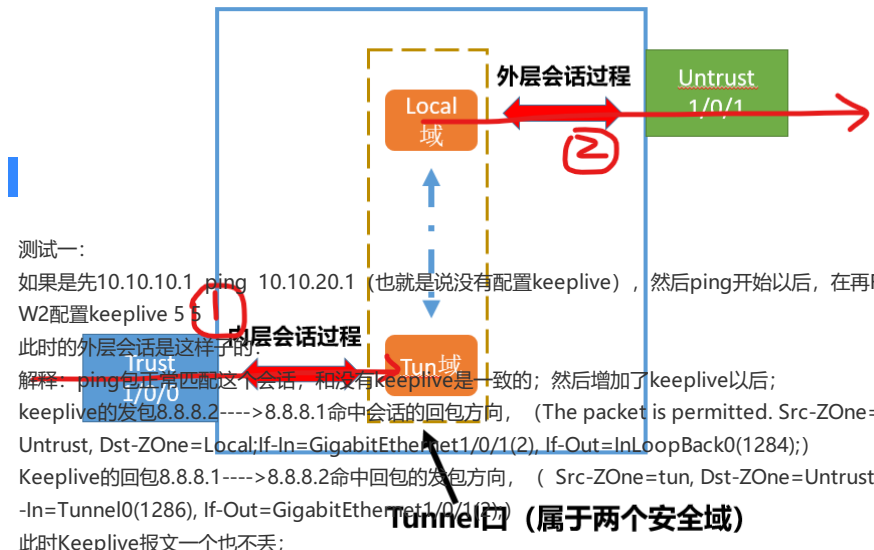 外层会话过程
Untrust
1/0/1
Local
域
②
测试一：
如果是先10.10.10.1 ping 10.10.20.1（也就是说没有配置keeplive），然后ping开始以后，在再F
W2配置keeplive 5 5
①
内层会话过程
此时的外层会话是这样子的：
Trust
1/0/0
Tun域
解释：ping包正常匹配这个会话，和没有keeplive是一致的；然后增加了keeplive以后；
keeplive的发包8.8.8.2---->8.8.8.1命中会话的回包方向，（The packet is permitted. Src-ZOne=
Untrust, Dst-ZOne=Local;If-In=GigabitEthernet1/0/1(2), If-Out=InLoopBack0(1284);)
Keeplive的回包8.8.8.1---->8.8.8.2命中回包的发包方向，（ Src-ZOne=tun, Dst-ZOne=Untrust
-In=Tunnel0(1286), If-Out=GigabitEthernet1/0/1(2);)
Tunnel口（属于两个安全域）
此时Keeplive报文一个也不丢；